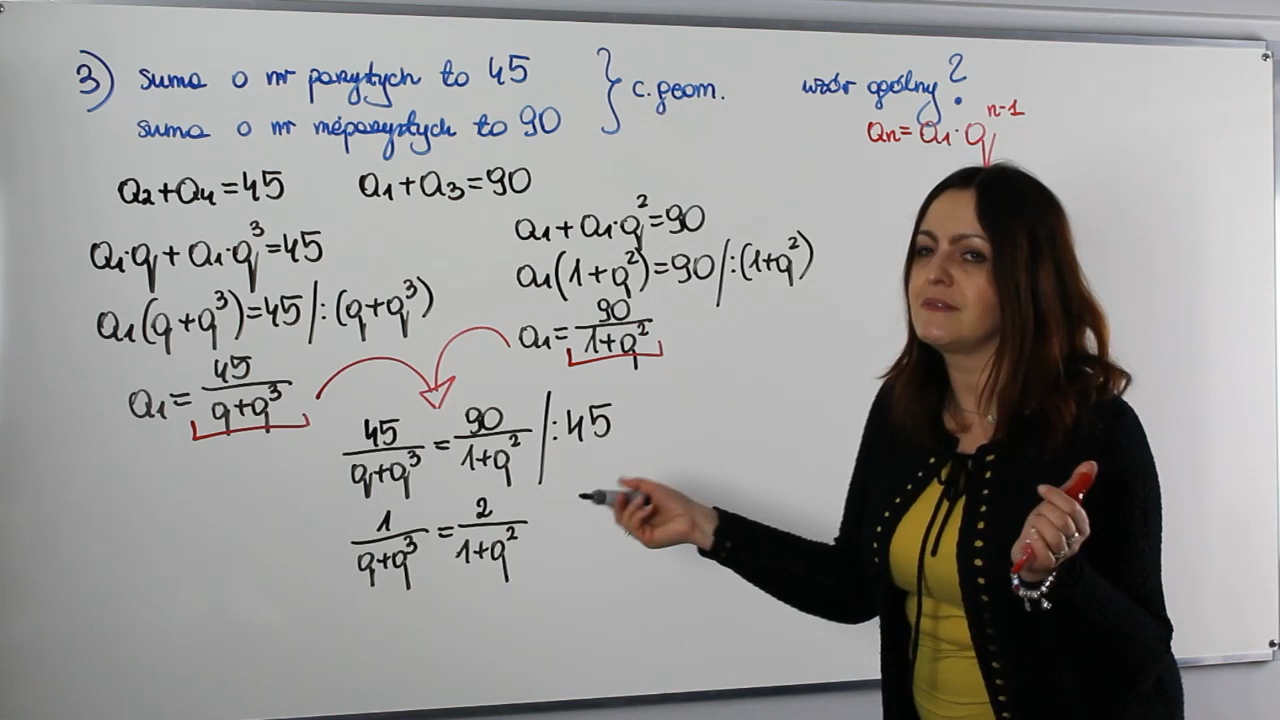 3) suma o nr parzystych to 45
suma o nr nieparzystych to 90
} c. geom.
wzór ogólny?
an = a1 · q^(n-1)
a2 + a4 = 45
a1 + a3 = 90
a1·q + a1·q^3 = 45
a1(q+q^3) = 45 /:(q+q^3)
a1 = 45/(q+q^3)
a1 + a1·q^2 = 90
a1(1+q^2) = 90 /:(1+q^2)
a1 = 90/(1+q^2)
45/(q+q^3) = 90/(1+q^2) /:45
1/(q+q^3) = 2/(1+q^2)